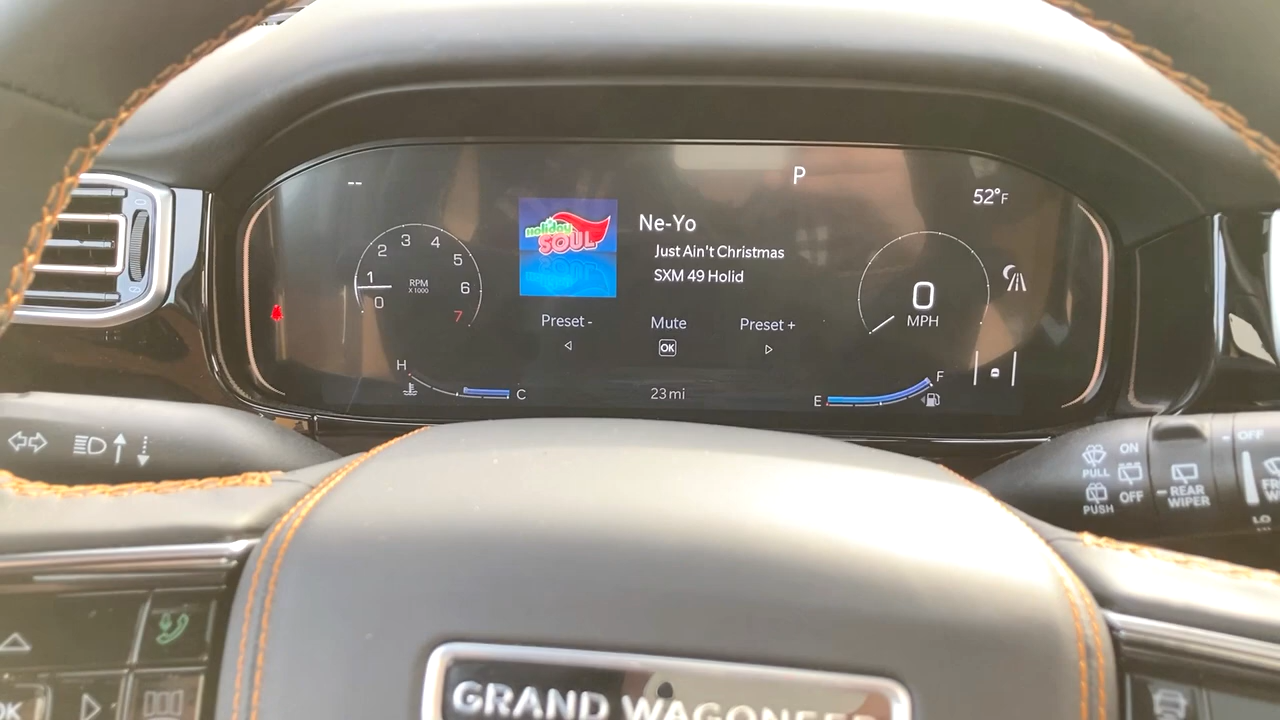 --
P
52°F
Holiday
SOUL
Ne-Yo
Just Ain't Christmas
SXM 49 Holid
0 1 2 3 4 5 6 7
RPM
X 1000
0
MPH
Preset -
Mute
Preset +
OK
H
C
23 mi
E
F
PULL
PUSH
ON
OFF
REAR
WIPER
OFF
LO
OK
GRAND WAGONEER